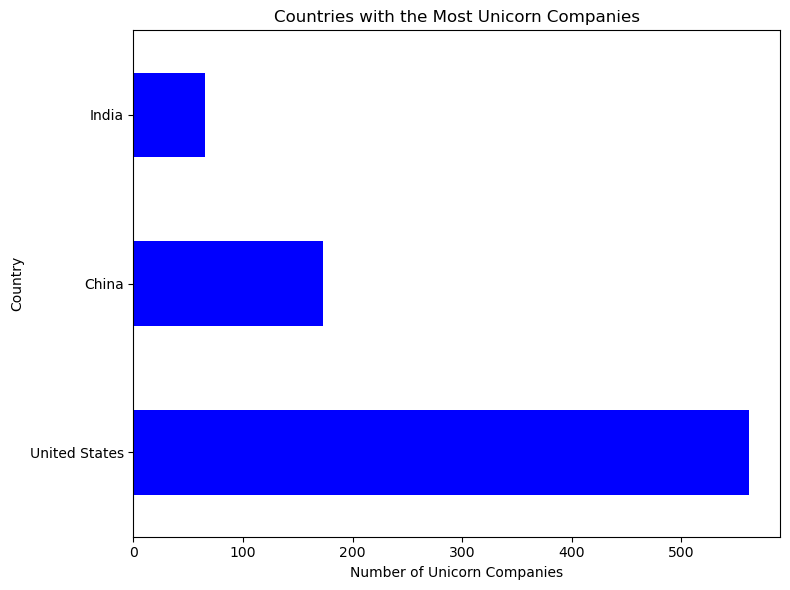 Countries with the Most Unicorn Companies
India
China
United States
Country
0 100 200 300 400 500
Number of Unicorn Companies